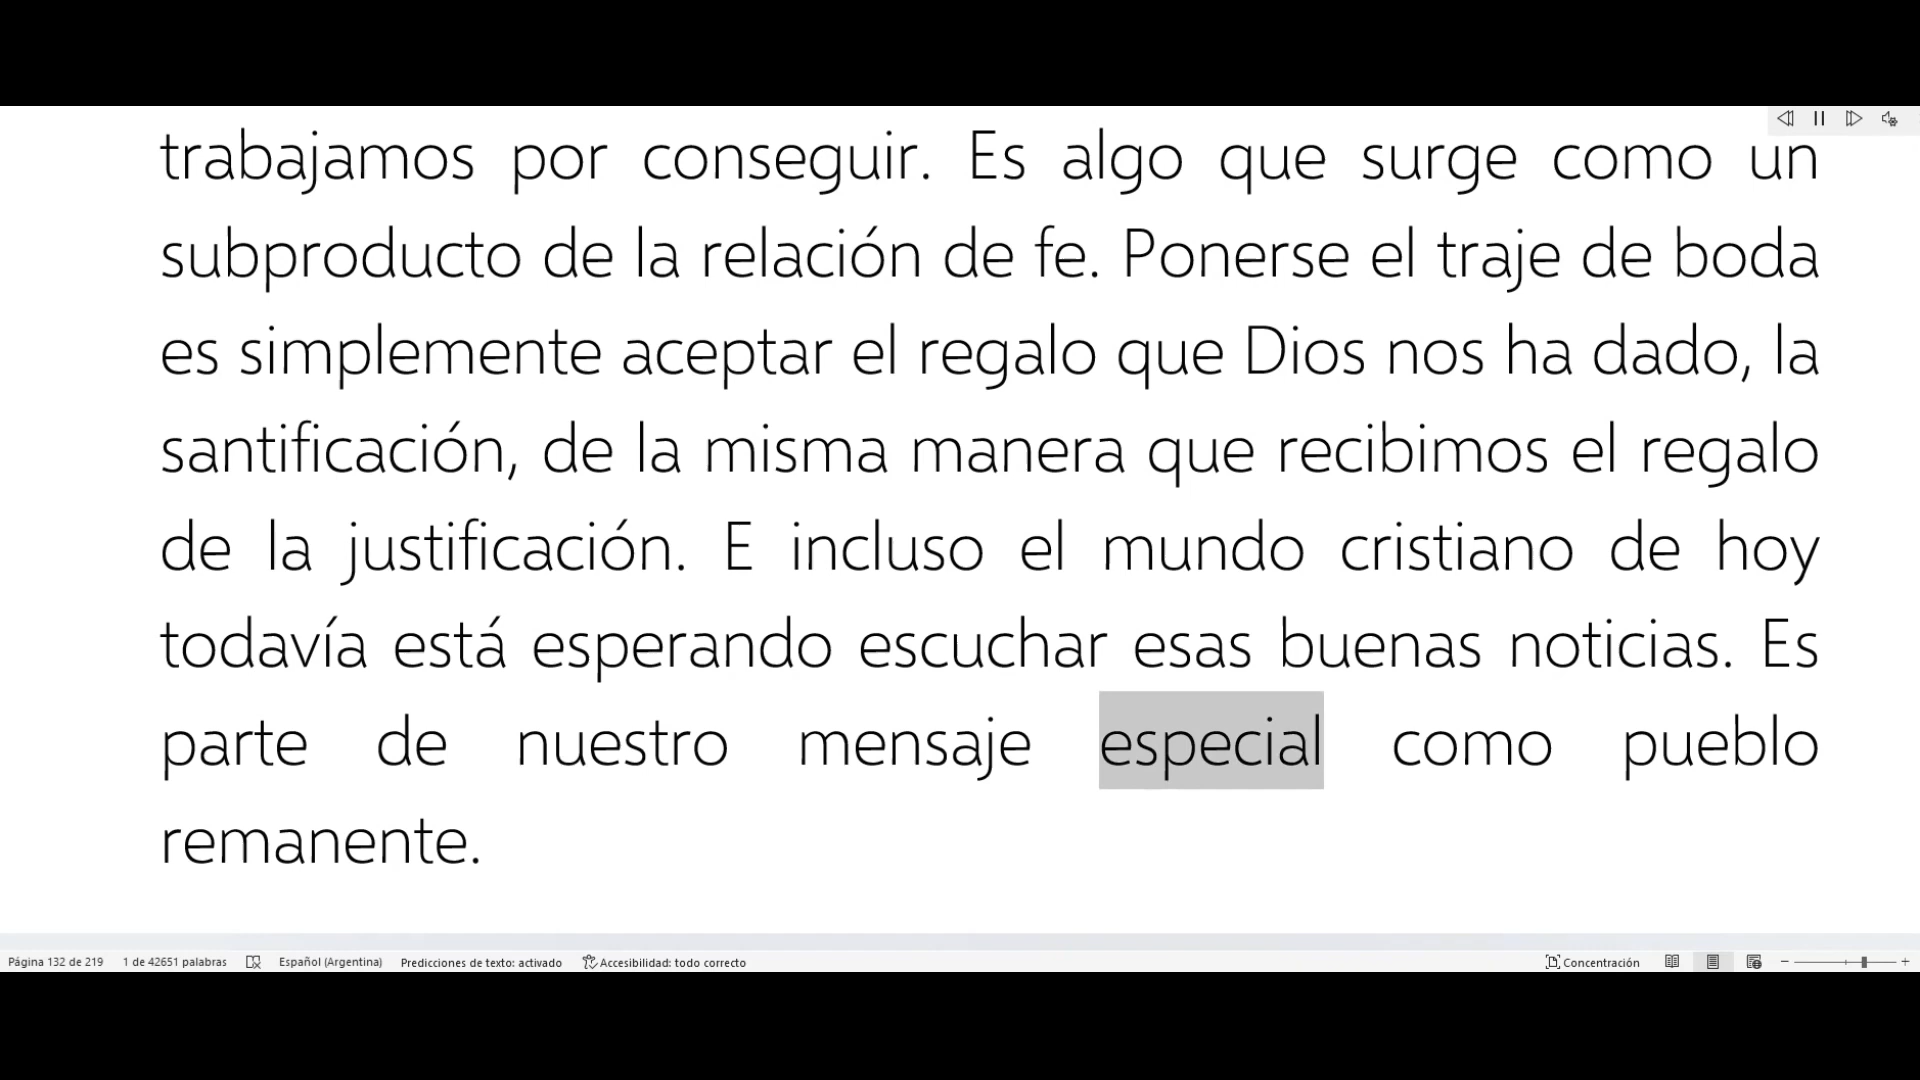 trabajamos por conseguir. Es algo que surge como un
subproducto de la relación de fe. Ponerse el traje de boda
es simplemente aceptar el regalo que Dios nos ha dado, la
santificación, de la misma manera que recibimos el regalo
de la justificación. E incluso el mundo cristiano de hoy
todavía está esperando escuchar esas buenas noticias. Es
parte de nuestro mensaje especial como pueblo
remanente.
Página 132 de 219 1 de 42651 palabras Español (Argentina) Predicciones de texto: activado Accesibilidad: todo correcto Concentración